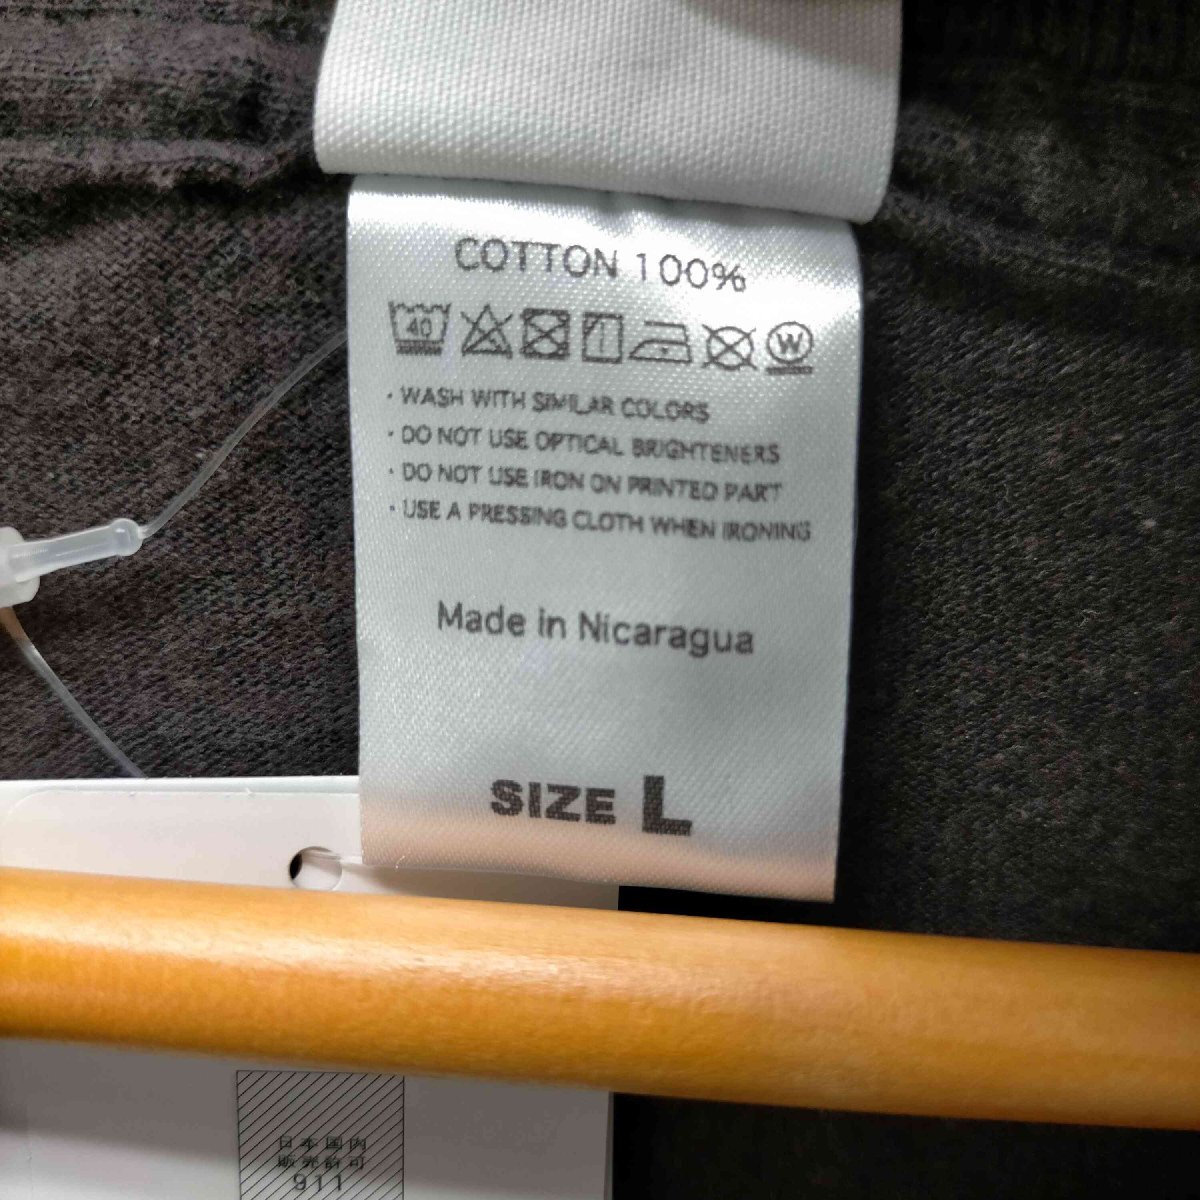 COTTON 100%
40 W
· WASH WITH SIMILAR COLORS
· DO NOT USE OPTICAL BRIGHTENERS
· DO NOT USE IRON ON PRINTED PART
· USE A PRESSING CLOTH WHEN IRONING
Made in Nicaragua
SIZE L
日本国内
販売許可
911